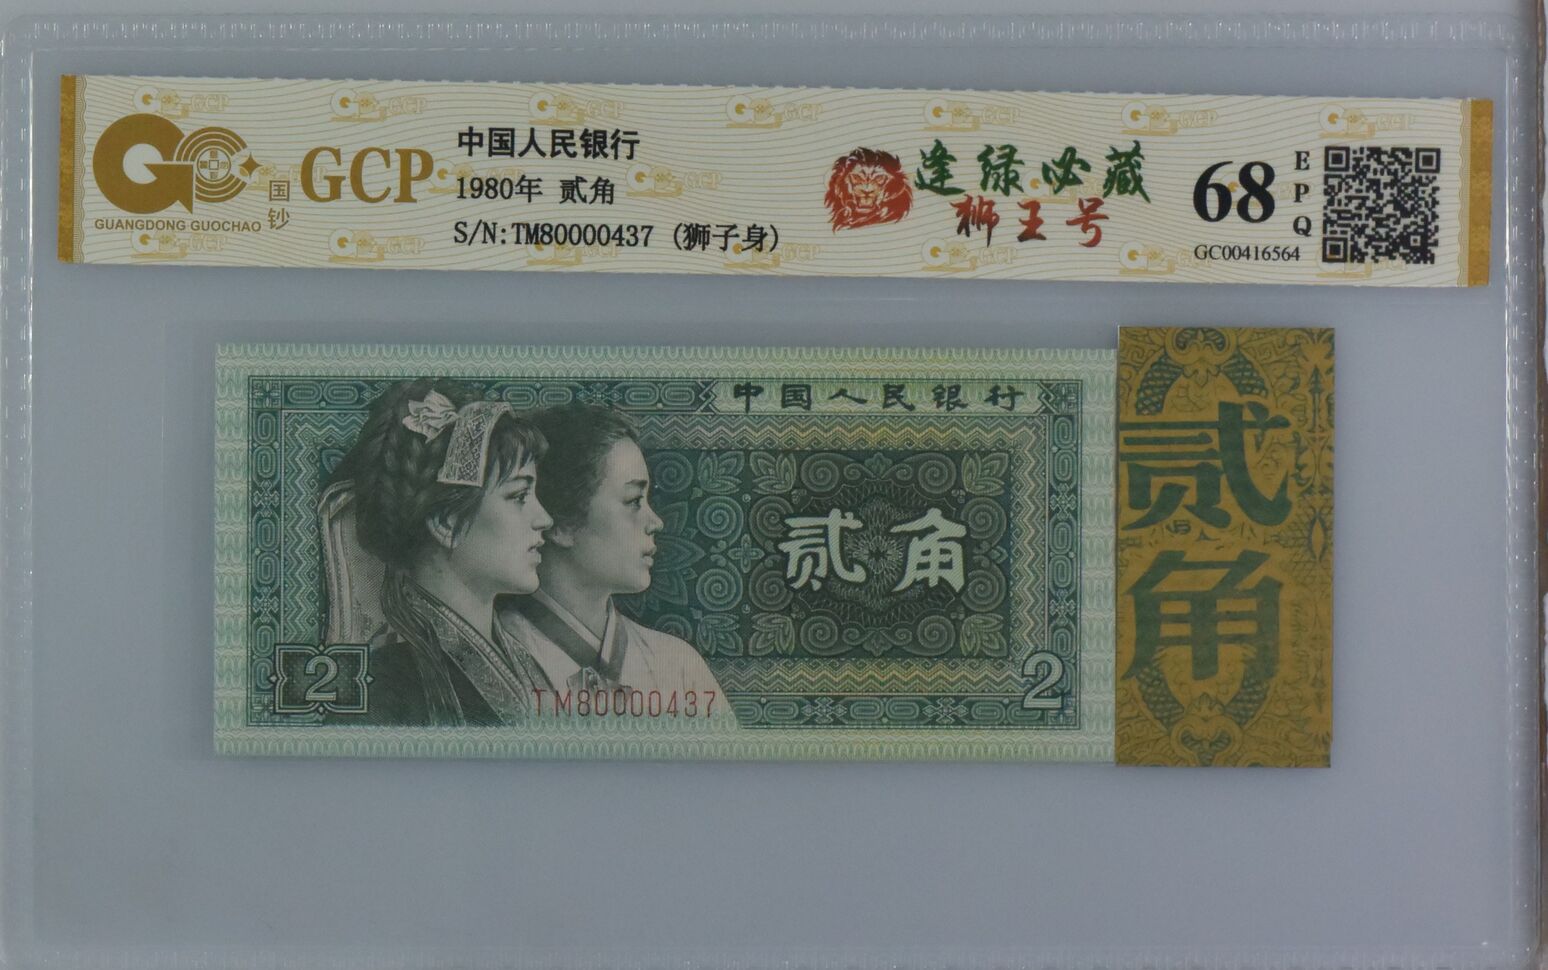 GCP
GUANGDONG GUOCHAO
国钞
中国人民银行
1980年 贰角
S/N:TM80000437 (狮子身)
逢绿必藏
狮王号
68
EPQ
GC00416564
中国人民银行
贰角
2
TM80000437
2
贰角